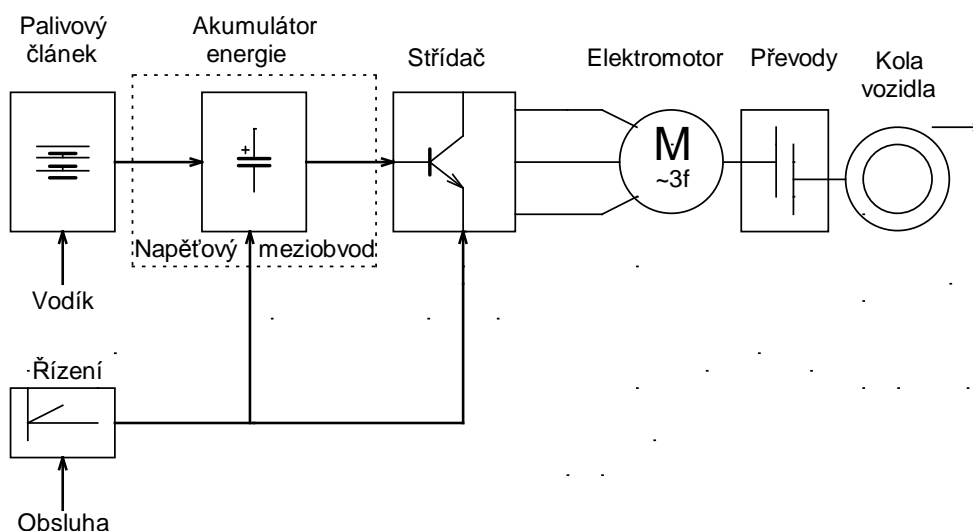 Palivový
článek
Akumulátor
energie
Střídač
Elektromotor
Převody
Kola
vozidla
+
M
~3f
Napěťový meziobvod
Vodík
Řízení
Obsluha